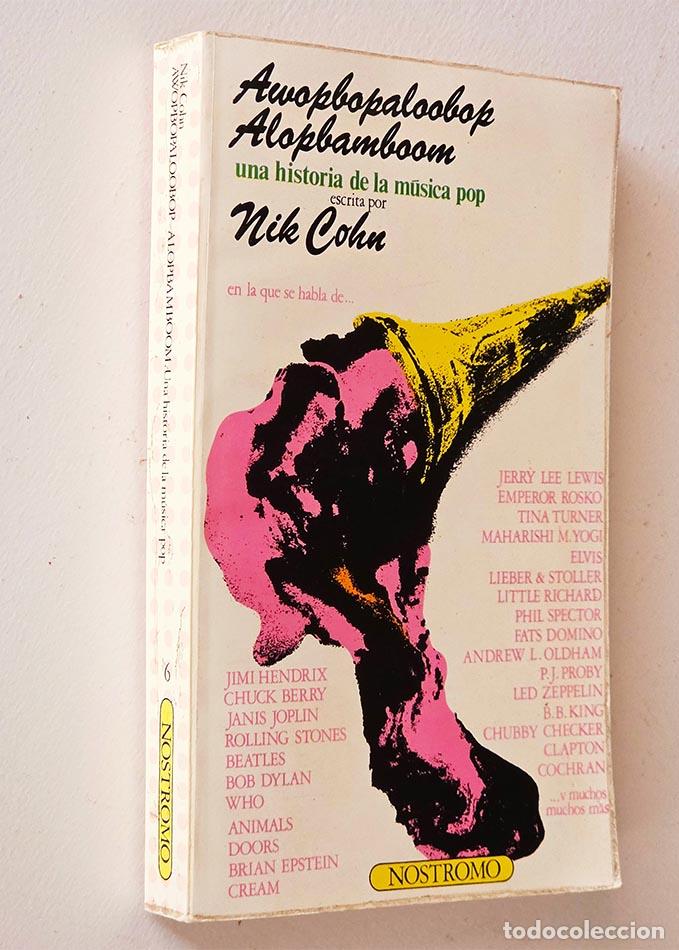 Awopbopaloobop
Alopbamboom
una historia de la música pop
escrita por
Nik Cohn
en la que se habla de...
JERRY LEE LEWIS
EMPEROR ROSKO
TINA TURNER
MAHARISHI M.YOGI
ELVIS
LIEBER & STOLLER
LITTLE RICHARD
PHIL SPECTOR
FATS DOMINO
ANDREW L. OLDHAM
P.J. PROBY
LED ZEPPELIN
B.B. KING
CHUBBY CHECKER
CLAPTON
COCHRAN
...y muchos
muchos más
JIMI HENDRIX
CHUCK BERRY
JANIS JOPLIN
ROLLING STONES
BEATLES
BOB DYLAN
WHO
ANIMALS
DOORS
BRIAN EPSTEIN
CREAM
NOSTROMO
Nik Cohn
AWOPBOPALOOBOP - ALOPBAMBOOM: Una historia de la música pop
6
NOSTROMO
todocoleccion